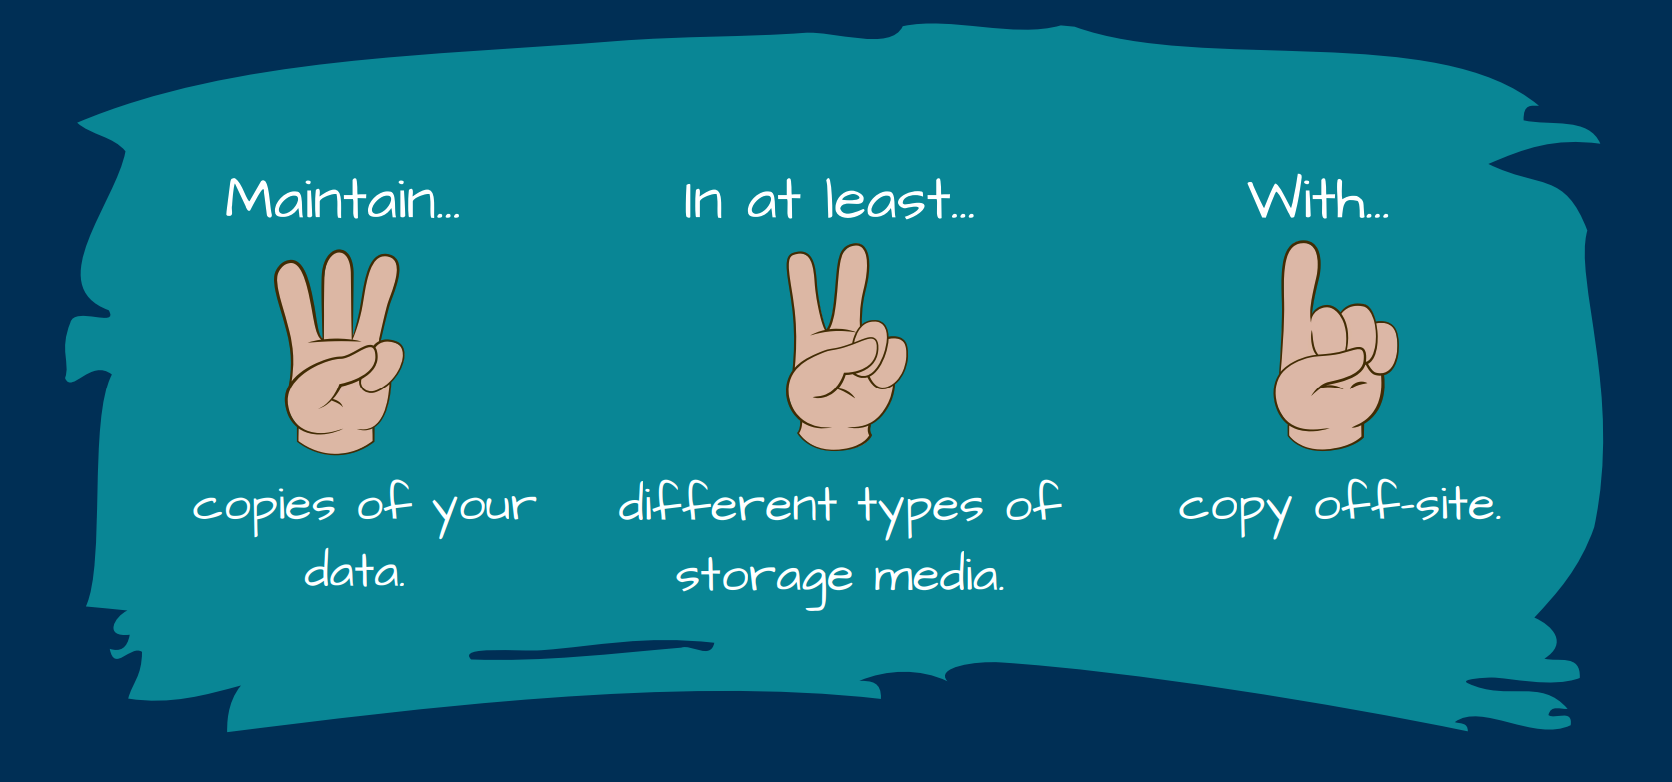 Maintain...
copies of your
data.
In at least...
different types of
storage media.
With...
copy off-site.